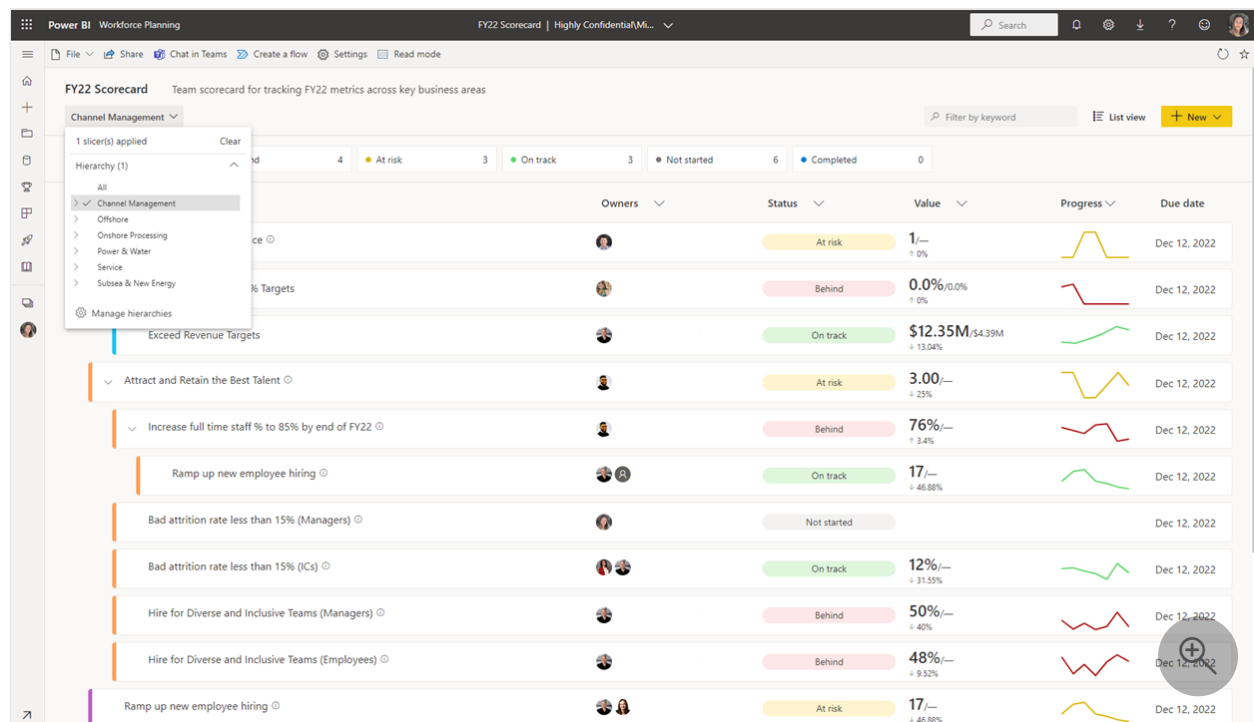 Power BI Workforce Planning FY22 Scorecard | Highly Confidential\Mi... Search
File Share Chat in Teams Create a flow Settings Read mode
FY22 Scorecard Team scorecard for tracking FY22 metrics across key business areas
Channel Management Filter by keyword List view New
1 slicer(s) applied Clear
Hierarchy (1)
All
Channel Management
Offshore
Onshore Processing
Power & Water
Service
Subsea & New Energy
Manage hierarchies
nd 4 At risk 3 On track 3 Not started 6 Completed 0
Owners Status Value Progress Due date
ce At risk 1/— Dec 12, 2022
↑ 0%
% Targets Behind 0.0%/0.0% Dec 12, 2022
↑ 0%
Exceed Revenue Targets On track $12.35M/$4.39M Dec 12, 2022
↓ 13.04%
Attract and Retain the Best Talent At risk 3.00/— Dec 12, 2022
↓ 25%
Increase full time staff % to 85% by end of FY22 Behind 76%/— Dec 12, 2022
↑ 3.4%
Ramp up new employee hiring On track 17/— Dec 12, 2022
↓ 46.88%
Bad attrition rate less than 15% (Managers) Not started Dec 12, 2022
Bad attrition rate less than 15% (ICs) On track 12%/— Dec 12, 2022
↓ 31.55%
Hire for Diverse and Inclusive Teams (Managers) Behind 50%/— Dec 12, 2022
↓ 40%
Hire for Diverse and Inclusive Teams (Employees) Behind 48%/— Dec 12, 2022
↓ 9.52%
Ramp up new employee hiring At risk 17/— Dec 12, 2022
↓ 46.88%